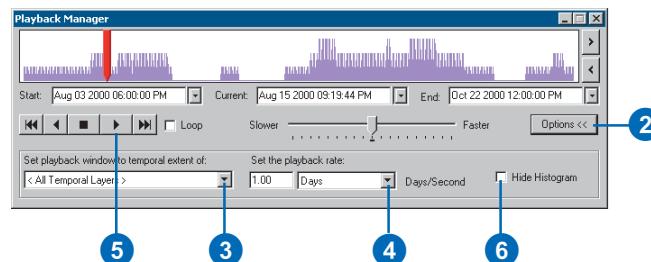 Playback Manager
>
<
Start: Aug 03 2000 06:00:00 PM Current: Aug 15 2000 09:19:44 PM End: Oct 22 2000 12:00:00 PM
Loop Slower Faster Options <<
2
Set playback window to temporal extent of: Set the playback rate:
< All Temporal Layers > 1.00 Days Days/Second Hide Histogram
5 3 4 6